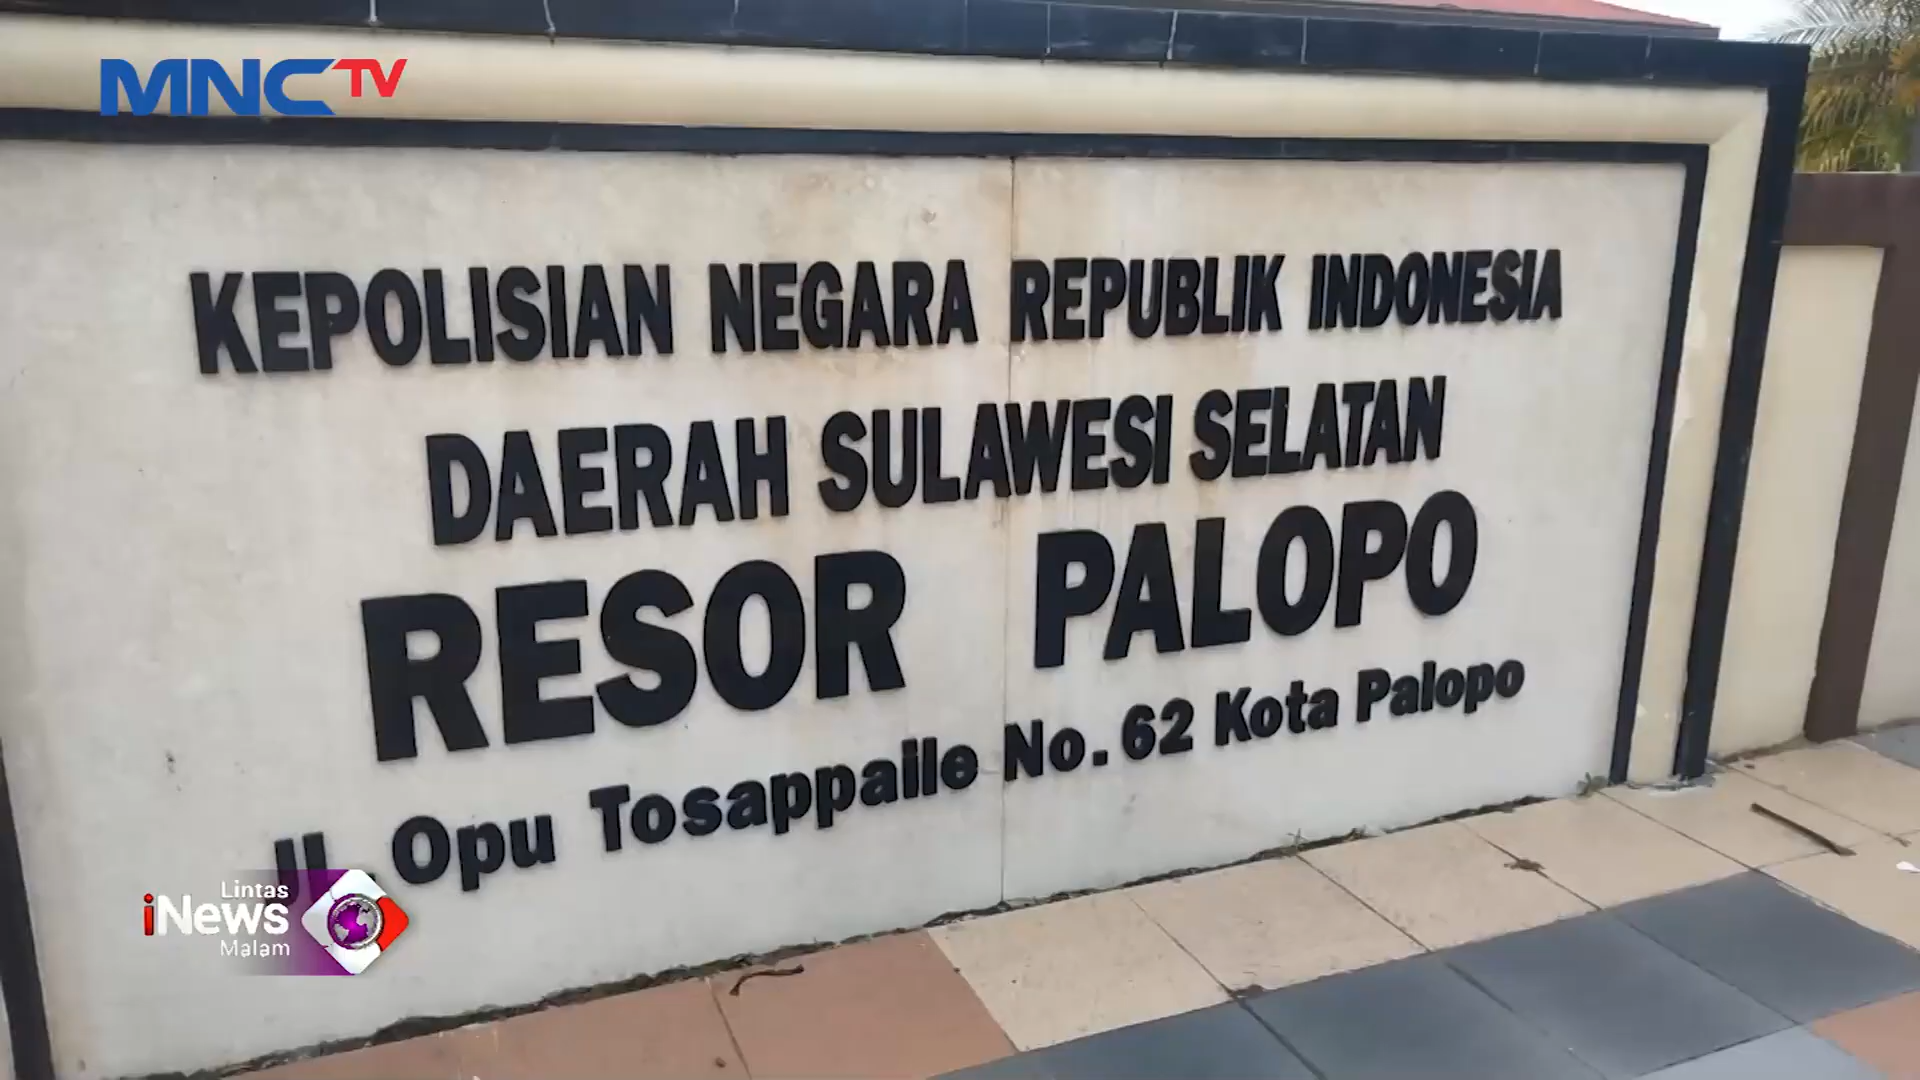 MNCTV
KEPOLISIAN NEGARA REPUBLIK INDONESIA
DAERAH SULAWESI SELATAN
RESOR PALOPO
Jl. Opu Tosappaile No. 62 Kota Palopo
Lintas
iNews
Malam